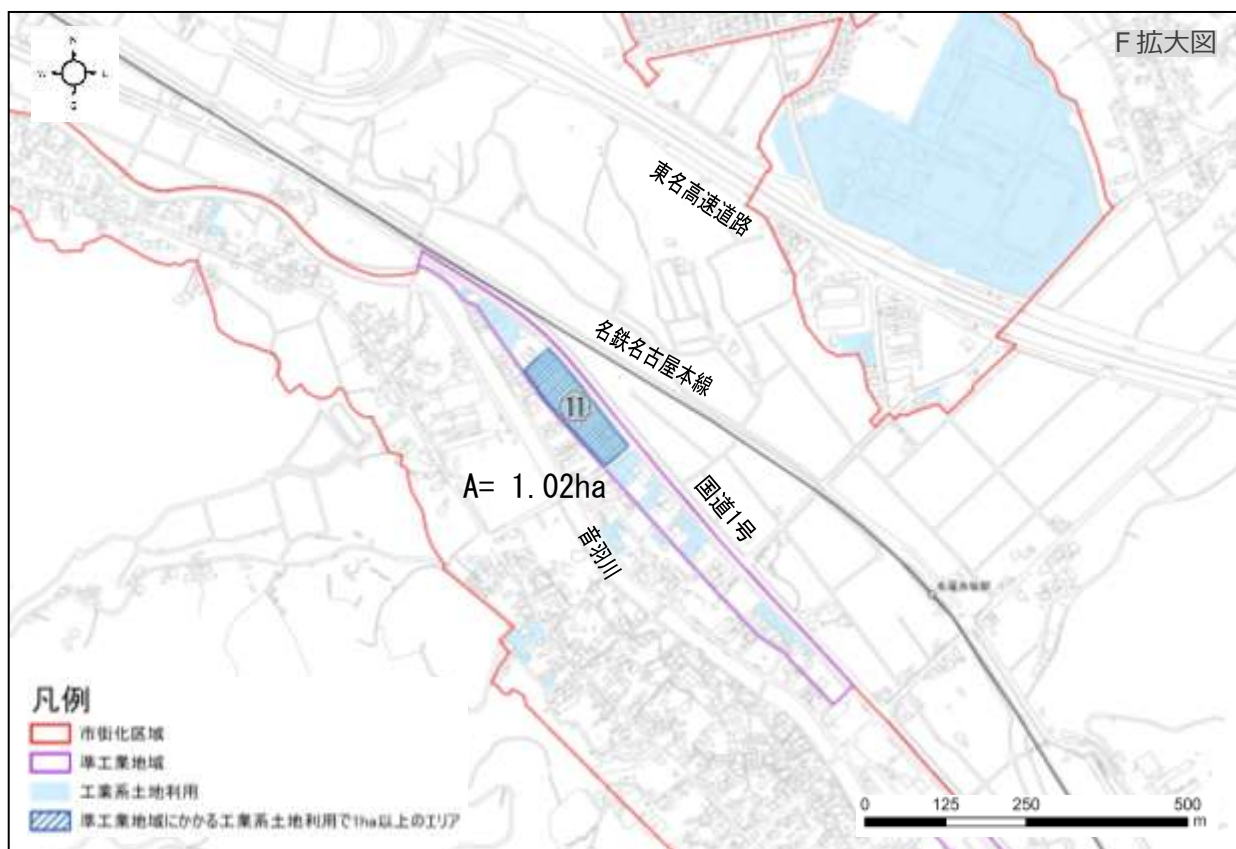 F 拡大図
N
東名高速道路
名鉄名古屋本線
⑪
A= 1.02ha
国道1号
音羽川
凡例
市街化区域
準工業地域
工業系土地利用
準工業地域にかかる工業系土地利用で1ha以上のエリア
0 125 250 500
m